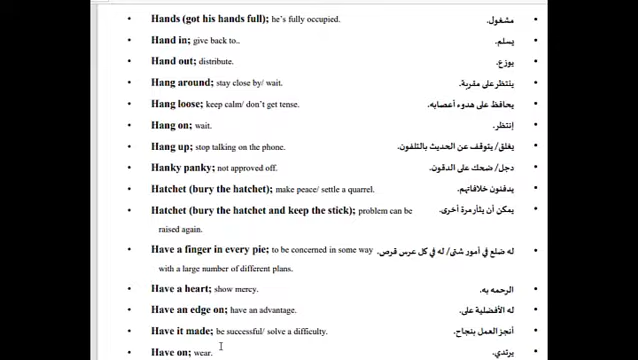 • Hands (got his hands full); he's fully occupied. مشغول. •
• Hand in; give back to.. يسلم. •
• Hand out; distribute. يوزع. •
• Hang around; stay close by/ wait. ينتظر على مقربة. •
• Hang loose; keep calm/ don't get tense. يحافظ على هدوء أعصابه. •
• Hang on; wait. إنتظر. •
• Hang up; stop talking on the phone. يغلق/ يتوقف عن الحديث بالتلفون. •
• Hanky panky; not approved off. دجل/ ضحك على الدقون. •
• Hatchet (bury the hatchet); make peace/ settle a quarrel. يدفنون خلافاتهم. •
• Hatchet (bury the hatchet and keep the stick); problem can be يمكن أن يثأر مرة أخرى. •
raised again.
• Have a finger in every pie; to be concerned in some way له ضلع في أمور شتى/ له في كل عرس قرص. •
with a large number of different plans.
• Have a heart; show mercy. الرحمه به. •
• Have an edge on; have an advantage. له الأفضلية على. •
• Have it made; be successful/ solve a difficulty. أنجز العمل بنجاح. •
• Have on; wear. يرتدي. •